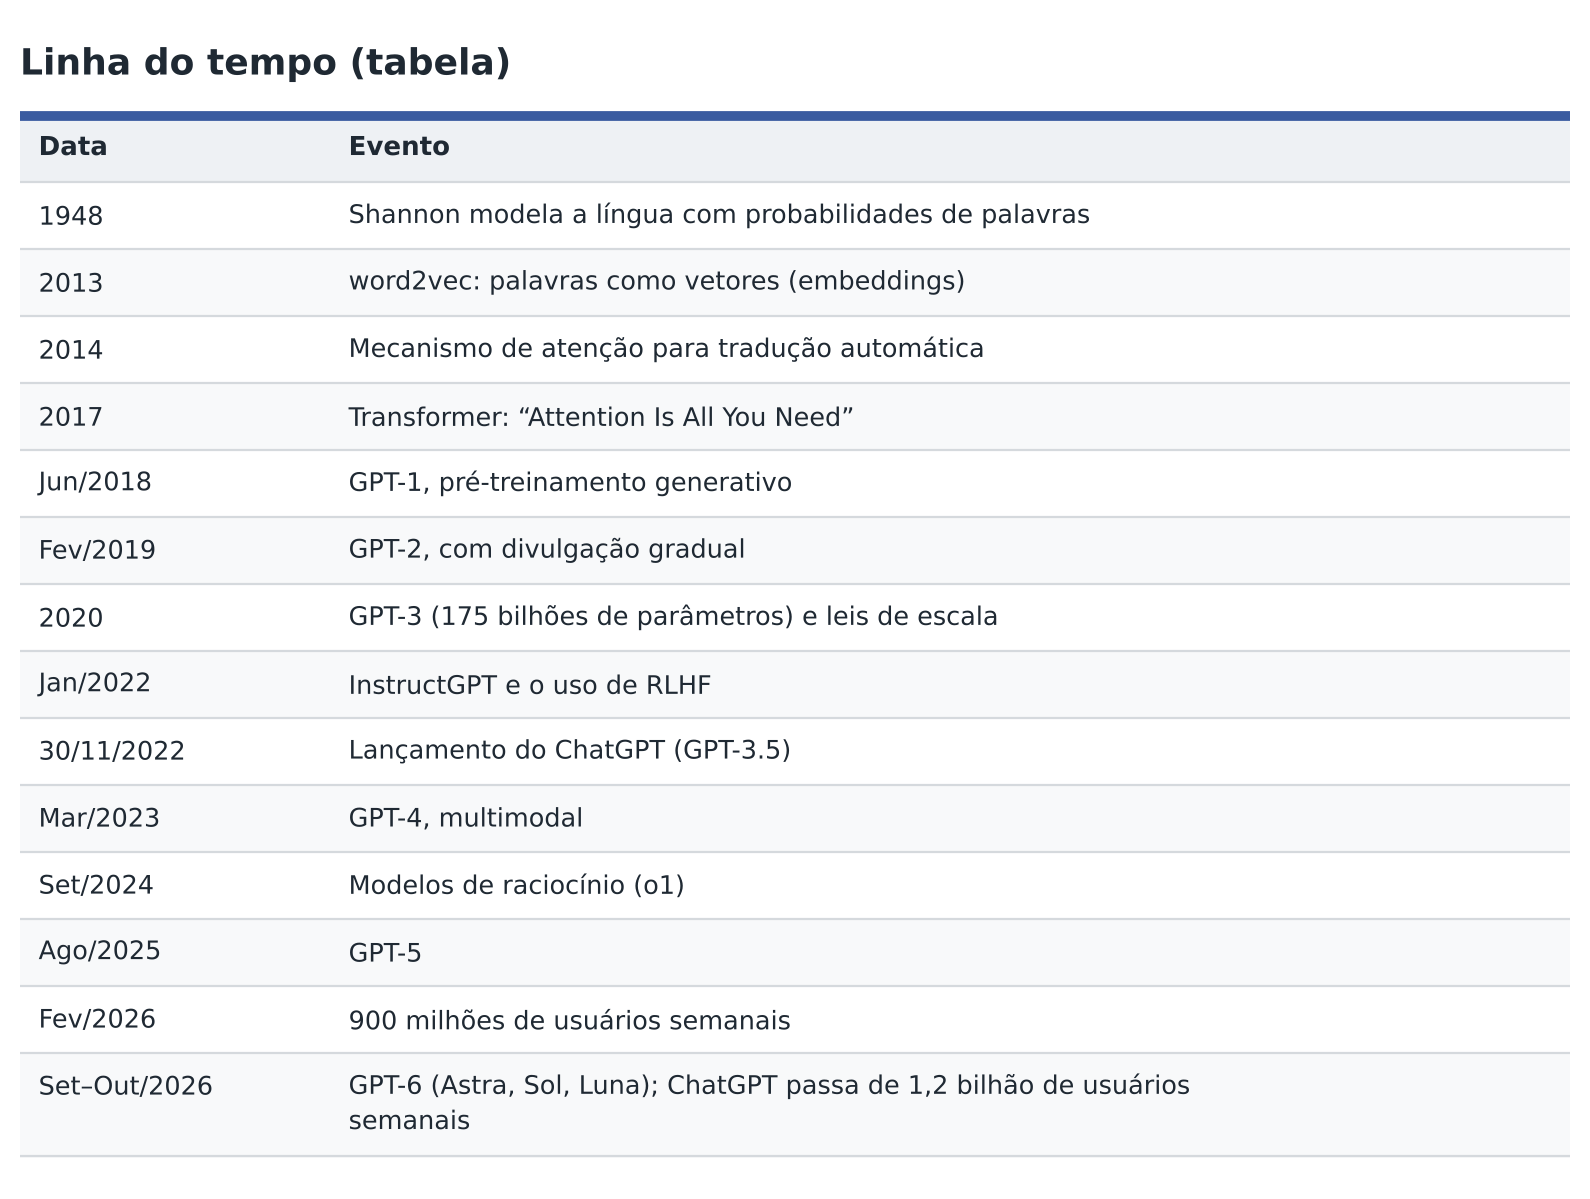 Linha do tempo (tabela)
Data Evento
1948 Shannon modela a língua com probabilidades de palavras
2013 word2vec: palavras como vetores (embeddings)
2014 Mecanismo de atenção para tradução automática
2017 Transformer: “Attention Is All You Need”
Jun/2018 GPT-1, pré-treinamento generativo
Fev/2019 GPT-2, com divulgação gradual
2020 GPT-3 (175 bilhões de parâmetros) e leis de escala
Jan/2022 InstructGPT e o uso de RLHF
30/11/2022 Lançamento do ChatGPT (GPT-3.5)
Mar/2023 GPT-4, multimodal
Set/2024 Modelos de raciocínio (o1)
Ago/2025 GPT-5
Fev/2026 900 milhões de usuários semanais
Set–Out/2026 GPT-6 (Astra, Sol, Luna); ChatGPT passa de 1,2 bilhão de usuários
semanais